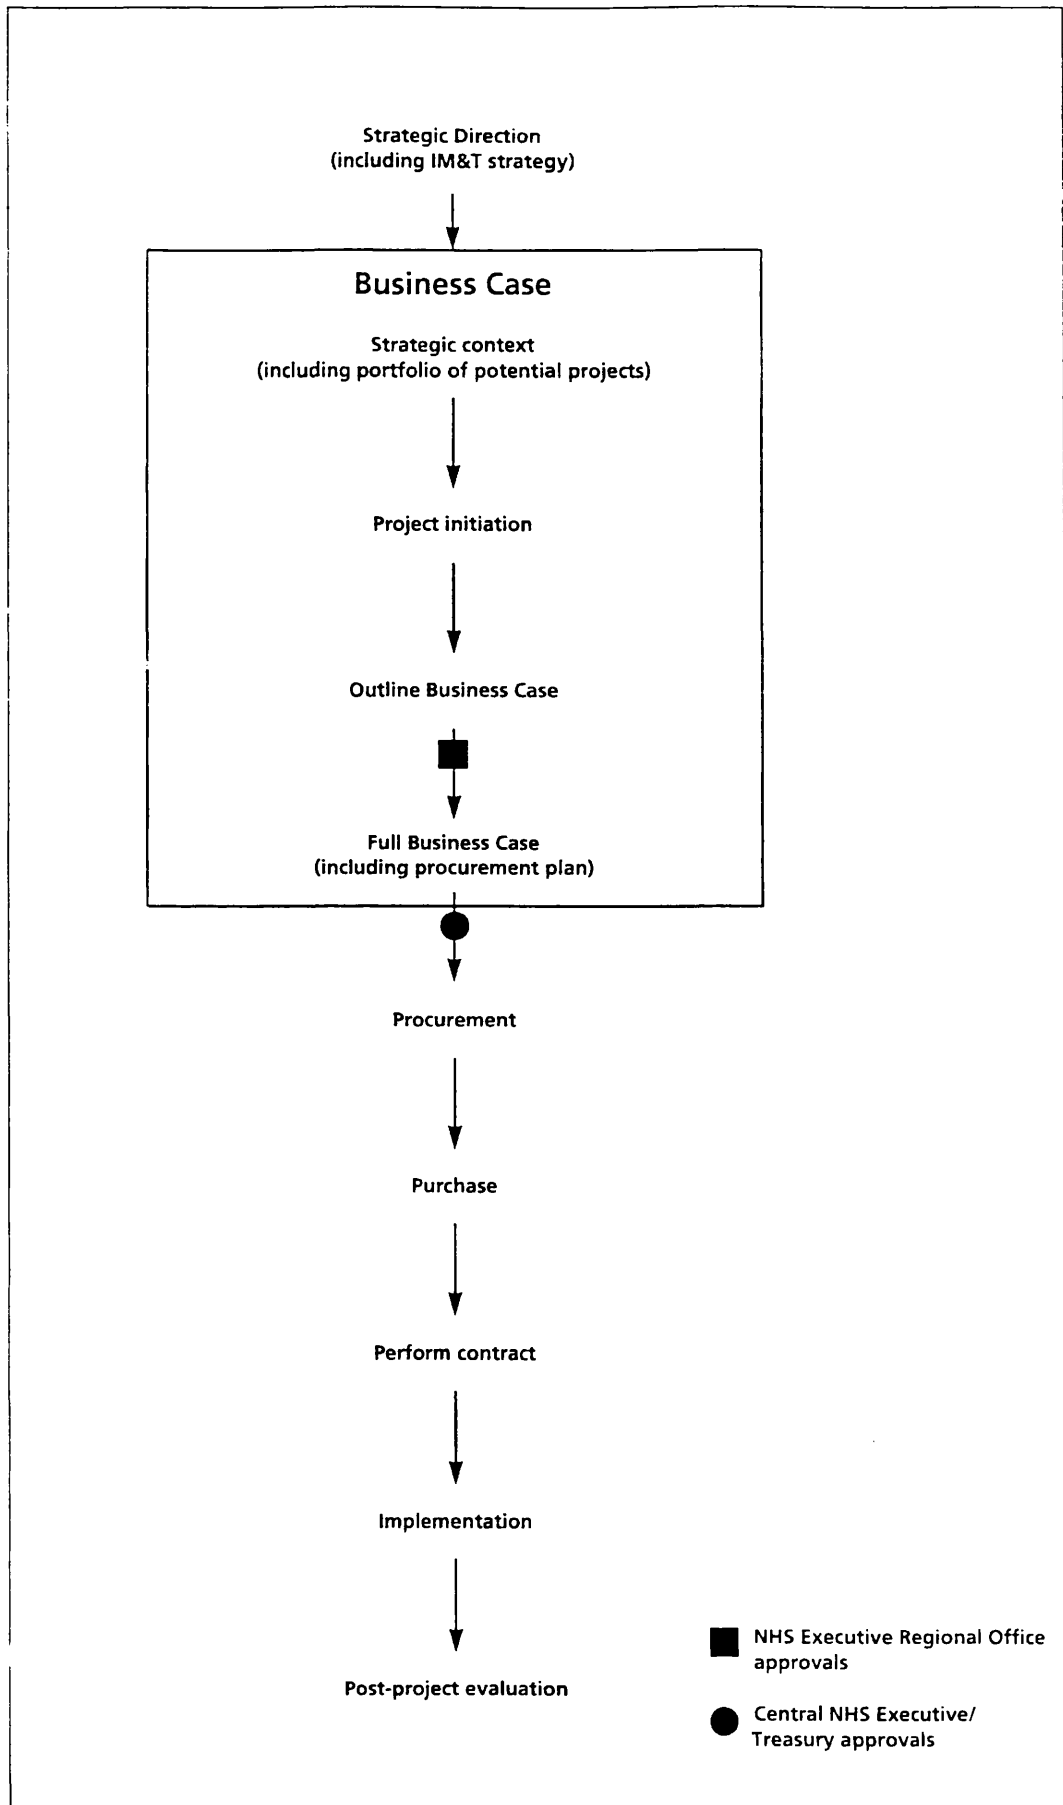 Strategic Direction
(including IM&T strategy)
Business Case
Strategic context
(including portfolio of potential projects)
Project initiation
Outline Business Case
Full Business Case
(including procurement plan)
Procurement
Purchase
Perform contract
Implementation
Post-project evaluation
NHS Executive Regional Office
approvals
Central NHS Executive/
Treasury approvals